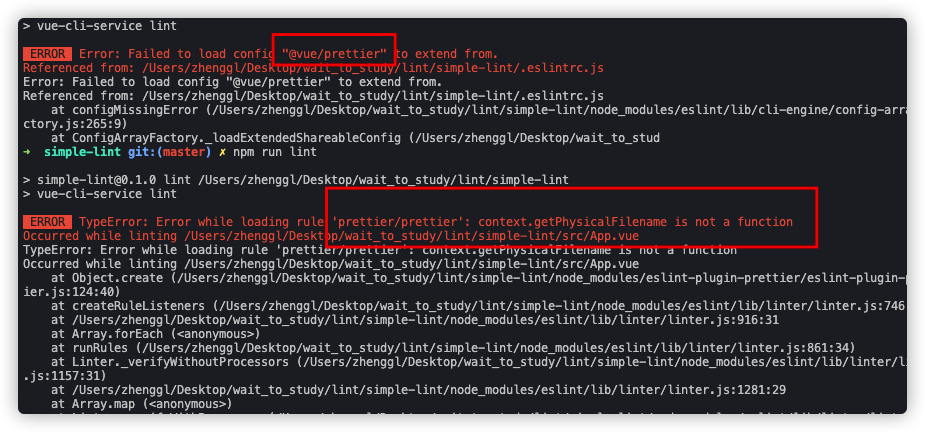 > vue-cli-service lint
ERROR Error: Failed to load config "@vue/prettier" to extend from.
Referenced from: /Users/zhenggl/Desktop/wait_to_study/lint/simple-lint/.eslintrc.js
Error: Failed to load config "@vue/prettier" to extend from.
Referenced from: /Users/zhenggl/Desktop/wait_to_study/lint/simple-lint/.eslintrc.js
at configMissingError (/Users/zhenggl/Desktop/wait_to_study/lint/simple-lint/node_modules/eslint/lib/cli-engine/config-arra
ctory.js:265:9)
at ConfigArrayFactory._loadExtendedShareableConfig (/Users/zhenggl/Desktop/wait_to_stud
→ simple-lint git:(master) ✗ npm run lint
> simple-lint@0.1.0 lint /Users/zhenggl/Desktop/wait_to_study/lint/simple-lint
> vue-cli-service lint
ERROR TypeError: Error while loading rule 'prettier/prettier': context.getPhysicalFilename is not a function
Occurred while linting /Users/zhenggl/Desktop/wait_to_study/lint/simple-lint/src/App.vue
TypeError: Error while loading rule 'prettier/prettier': context.getPhysicalFilename is not a function
Occurred while linting /Users/zhenggl/Desktop/wait_to_study/lint/simple-lint/src/App.vue
at Object.create (/Users/zhenggl/Desktop/wait_to_study/lint/simple-lint/node_modules/eslint-plugin-prettier/eslint-plugin-p
ier.js:124:40)
at createRuleListeners (/Users/zhenggl/Desktop/wait_to_study/lint/simple-lint/node_modules/eslint/lib/linter/linter.js:746
at /Users/zhenggl/Desktop/wait_to_study/lint/simple-lint/node_modules/eslint/lib/linter/linter.js:916:31
at Array.forEach (<anonymous>)
at runRules (/Users/zhenggl/Desktop/wait_to_study/lint/simple-lint/node_modules/eslint/lib/linter/linter.js:861:34)
at Linter._verifyWithoutProcessors (/Users/zhenggl/Desktop/wait_to_study/lint/simple-lint/node_modules/eslint/lib/linter/li
.js:1157:31)
at /Users/zhenggl/Desktop/wait_to_study/lint/simple-lint/node_modules/eslint/lib/linter/linter.js:1281:29
at Array.map (<anonymous>)